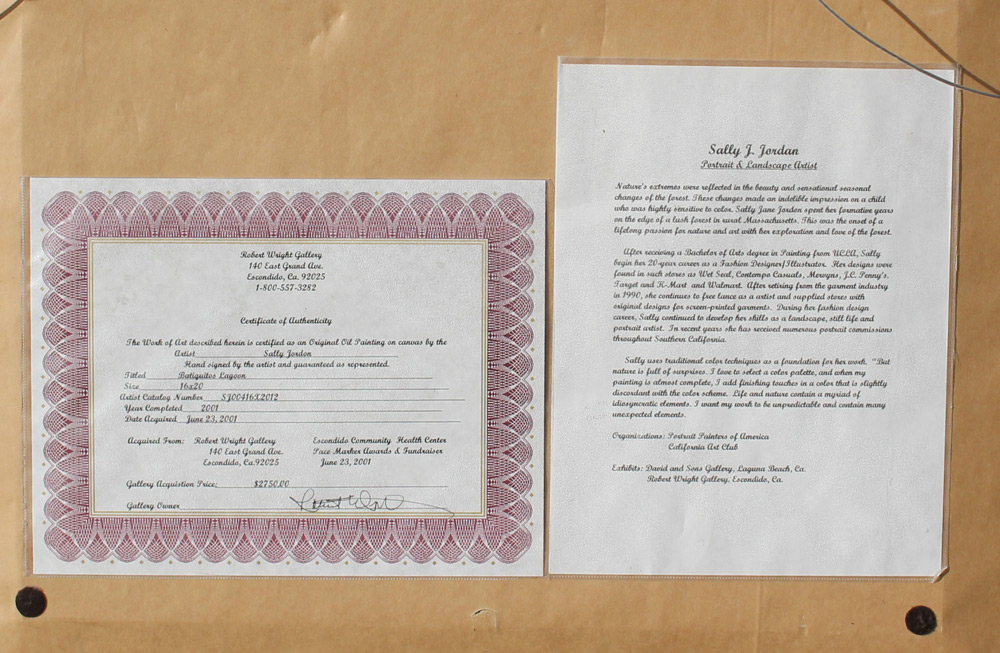 Robert Wright Gallery
140 East Grand Ave.
Escondido, Ca. 92025
1-800-557-3282
Certificate of Authenticity
The Work of Art described herein is certified as an Original Oil Painting on canvas by the
Artist Sally Jordon
Hand signed by the artist and guaranteed as represented.
Titled Batiquitos Lagoon
Size 16x20
Artist Catalog Number SJ00416X2012
Year Completed 2001
Date Acquired June 23, 2001
Acquired From: Robert Wright Gallery
140 East Grand Ave.
Escondido, Ca.92025
Escondido Community Health Center
Pace Marker Awards & Fundraiser
June 23, 2001
Gallery Acquistion Price: $2750.00
Gallery Owner
Sally J. Jordan
Portrait & Landscape Artist
Nature's extremes were reflected in the beauty and sensational seasonal
changes of the forest. These changes made an indelible impression on a child
who was highly sensitive to color. Sally Jane Jordon spent her formative years
on the edge of a lush forest in rural Massachusetts. This was the onset of a
lifelong passion for nature and art with her exploration and love of the forest.
After receiving a Bachelor of Arts degree in Painting from UCLA, Sally
begin her 20-year career as a Fashion Designer/Illustrator. Her designs were
found in such stores as Wet Seal, Contempo Casuals, Mervyns, J.C. Penny's,
Target and K-Mart and Walmart. After retiring from the garment industry
in 1990, she continues to free lance as a artist and supplied stores with
original designs for screen-printed garments. During her fashion design
career, Sally continued to develop her skills as a landscape, still life and
portrait artist. In recent years she has received numerous portrait commissions
throughout Southern California.
Sally uses traditional color techniques as a foundation for her work. "But
nature is full of surprises. I love to select a color palette, and when my
painting is almost complete, I add finishing touches in a color that is slightly
discordant with the color scheme. Life and nature contain a myriad of
idiosyncratic elements. I want my work to be unpredictable and contain many
unexpected elements.
Organizations: Portrait Painters of America
California Art Club
Exhibits: David and Sons Gallery, Laguna Beach, Ca.
Robert Wright Gallery, Escondido, Ca.